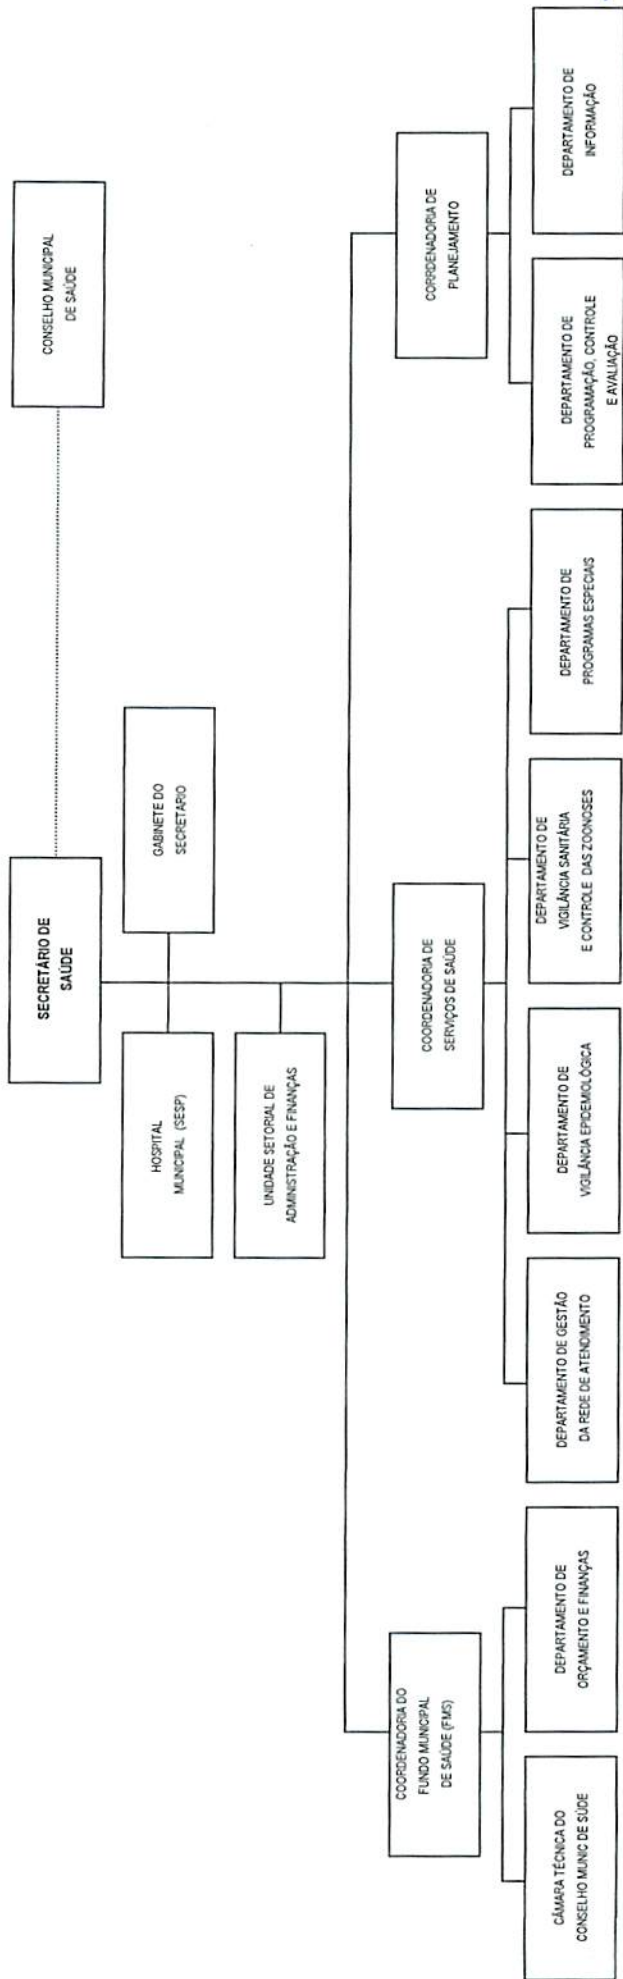 CONSELHO MUNICIPAL
DE SAÚDE
SECRETÁRIO DE
SAÚDE
GABINETE DO
SECRETARIO
HOSPITAL
MUNICIPAL (SESP)
UNIDADE SETORIAL DE
ADMINISTRAÇÃO E FINANÇAS
COORDENADORIA DO
FUNDO MUNICIPAL
DE SAÚDE (FMS)
COORDENADORIA DE
SERVIÇOS DE SAÚDE
CORRDENADORIA DE
PLANEJAMENTO
CÂMARA TÉCNICA DO
CONSELHO MUNIC DE SÚDE
DEPARTAMENTO DE
ORÇAMENTO E FINANÇAS
DEPARTAMENTO DE GESTÃO
DA REDE DE ATENDIMENTO
DEPARTAMENTO DE
VIGILÂNCIA EPIDEMIOLÓGICA
DEPARTAMENTO DE
VIGILÂNCIA SANITÁRIA
E CONTROLE DAS ZOONOSES
DEPARTAMENTO DE
PROGRAMAS ESPECIAIS
DEPARTAMENTO DE
PROGRAMAÇÃO, CONTROLE
E AVALIAÇÃO
DEPARTAMENTO DE
INFORMAÇÃO